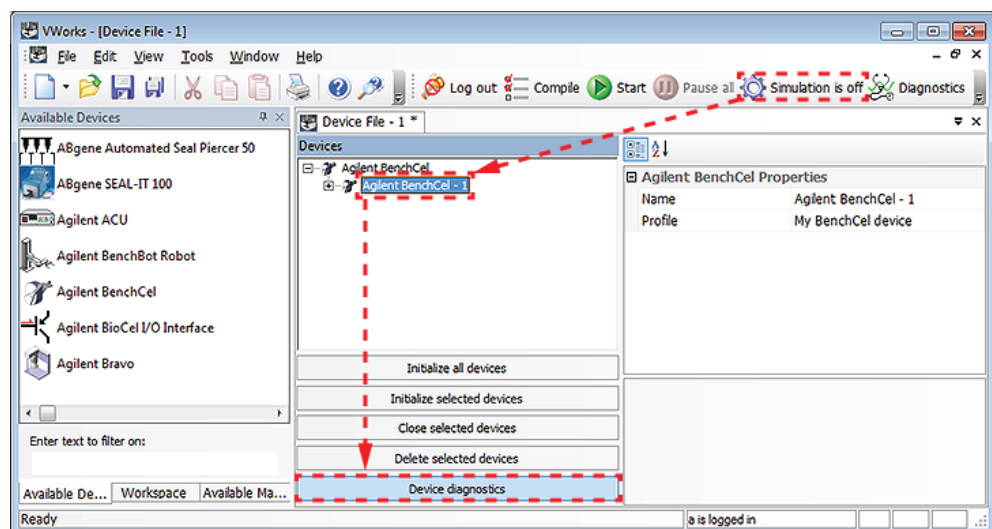 VWorks - [Device File - 1]
File Edit View Tools Window Help
Log out Compile Start Pause all Simulation is off Diagnostics
Available Devices
ABgene Automated Seal Piercer 50
ABgene SEAL-IT 100
Agilent ACU
Agilent BenchBot Robot
Agilent BenchCel
Agilent BioCel I/O Interface
Agilent Bravo
Enter text to filter on:
Available De... Workspace Available Ma...
Device File - 1 *
Devices
Agilent BenchCel
Agilent BenchCel - 1
Initialize all devices
Initialize selected devices
Close selected devices
Delete selected devices
Device diagnostics
Agilent BenchCel Properties
Name Agilent BenchCel - 1
Profile My BenchCel device
Ready
a is logged in